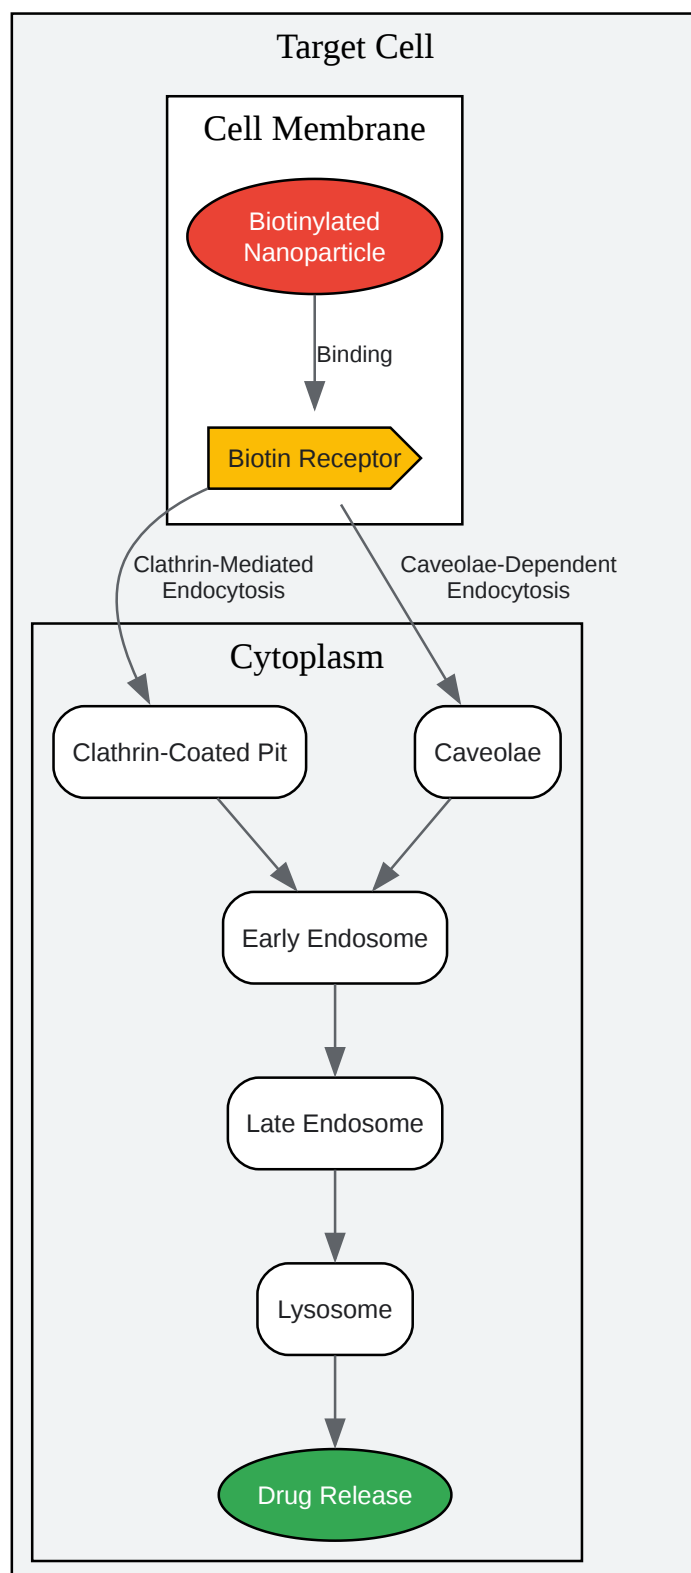 Target Cell
Cell Membrane
Biotinylated
Nanoparticle
Binding
Biotin Receptor
Clathrin-Mediated
Endocytosis
Caveolae-Dependent
Endocytosis
Cytoplasm
Clathrin-Coated Pit
Caveolae
Early Endosome
Late Endosome
Lysosome
Drug Release